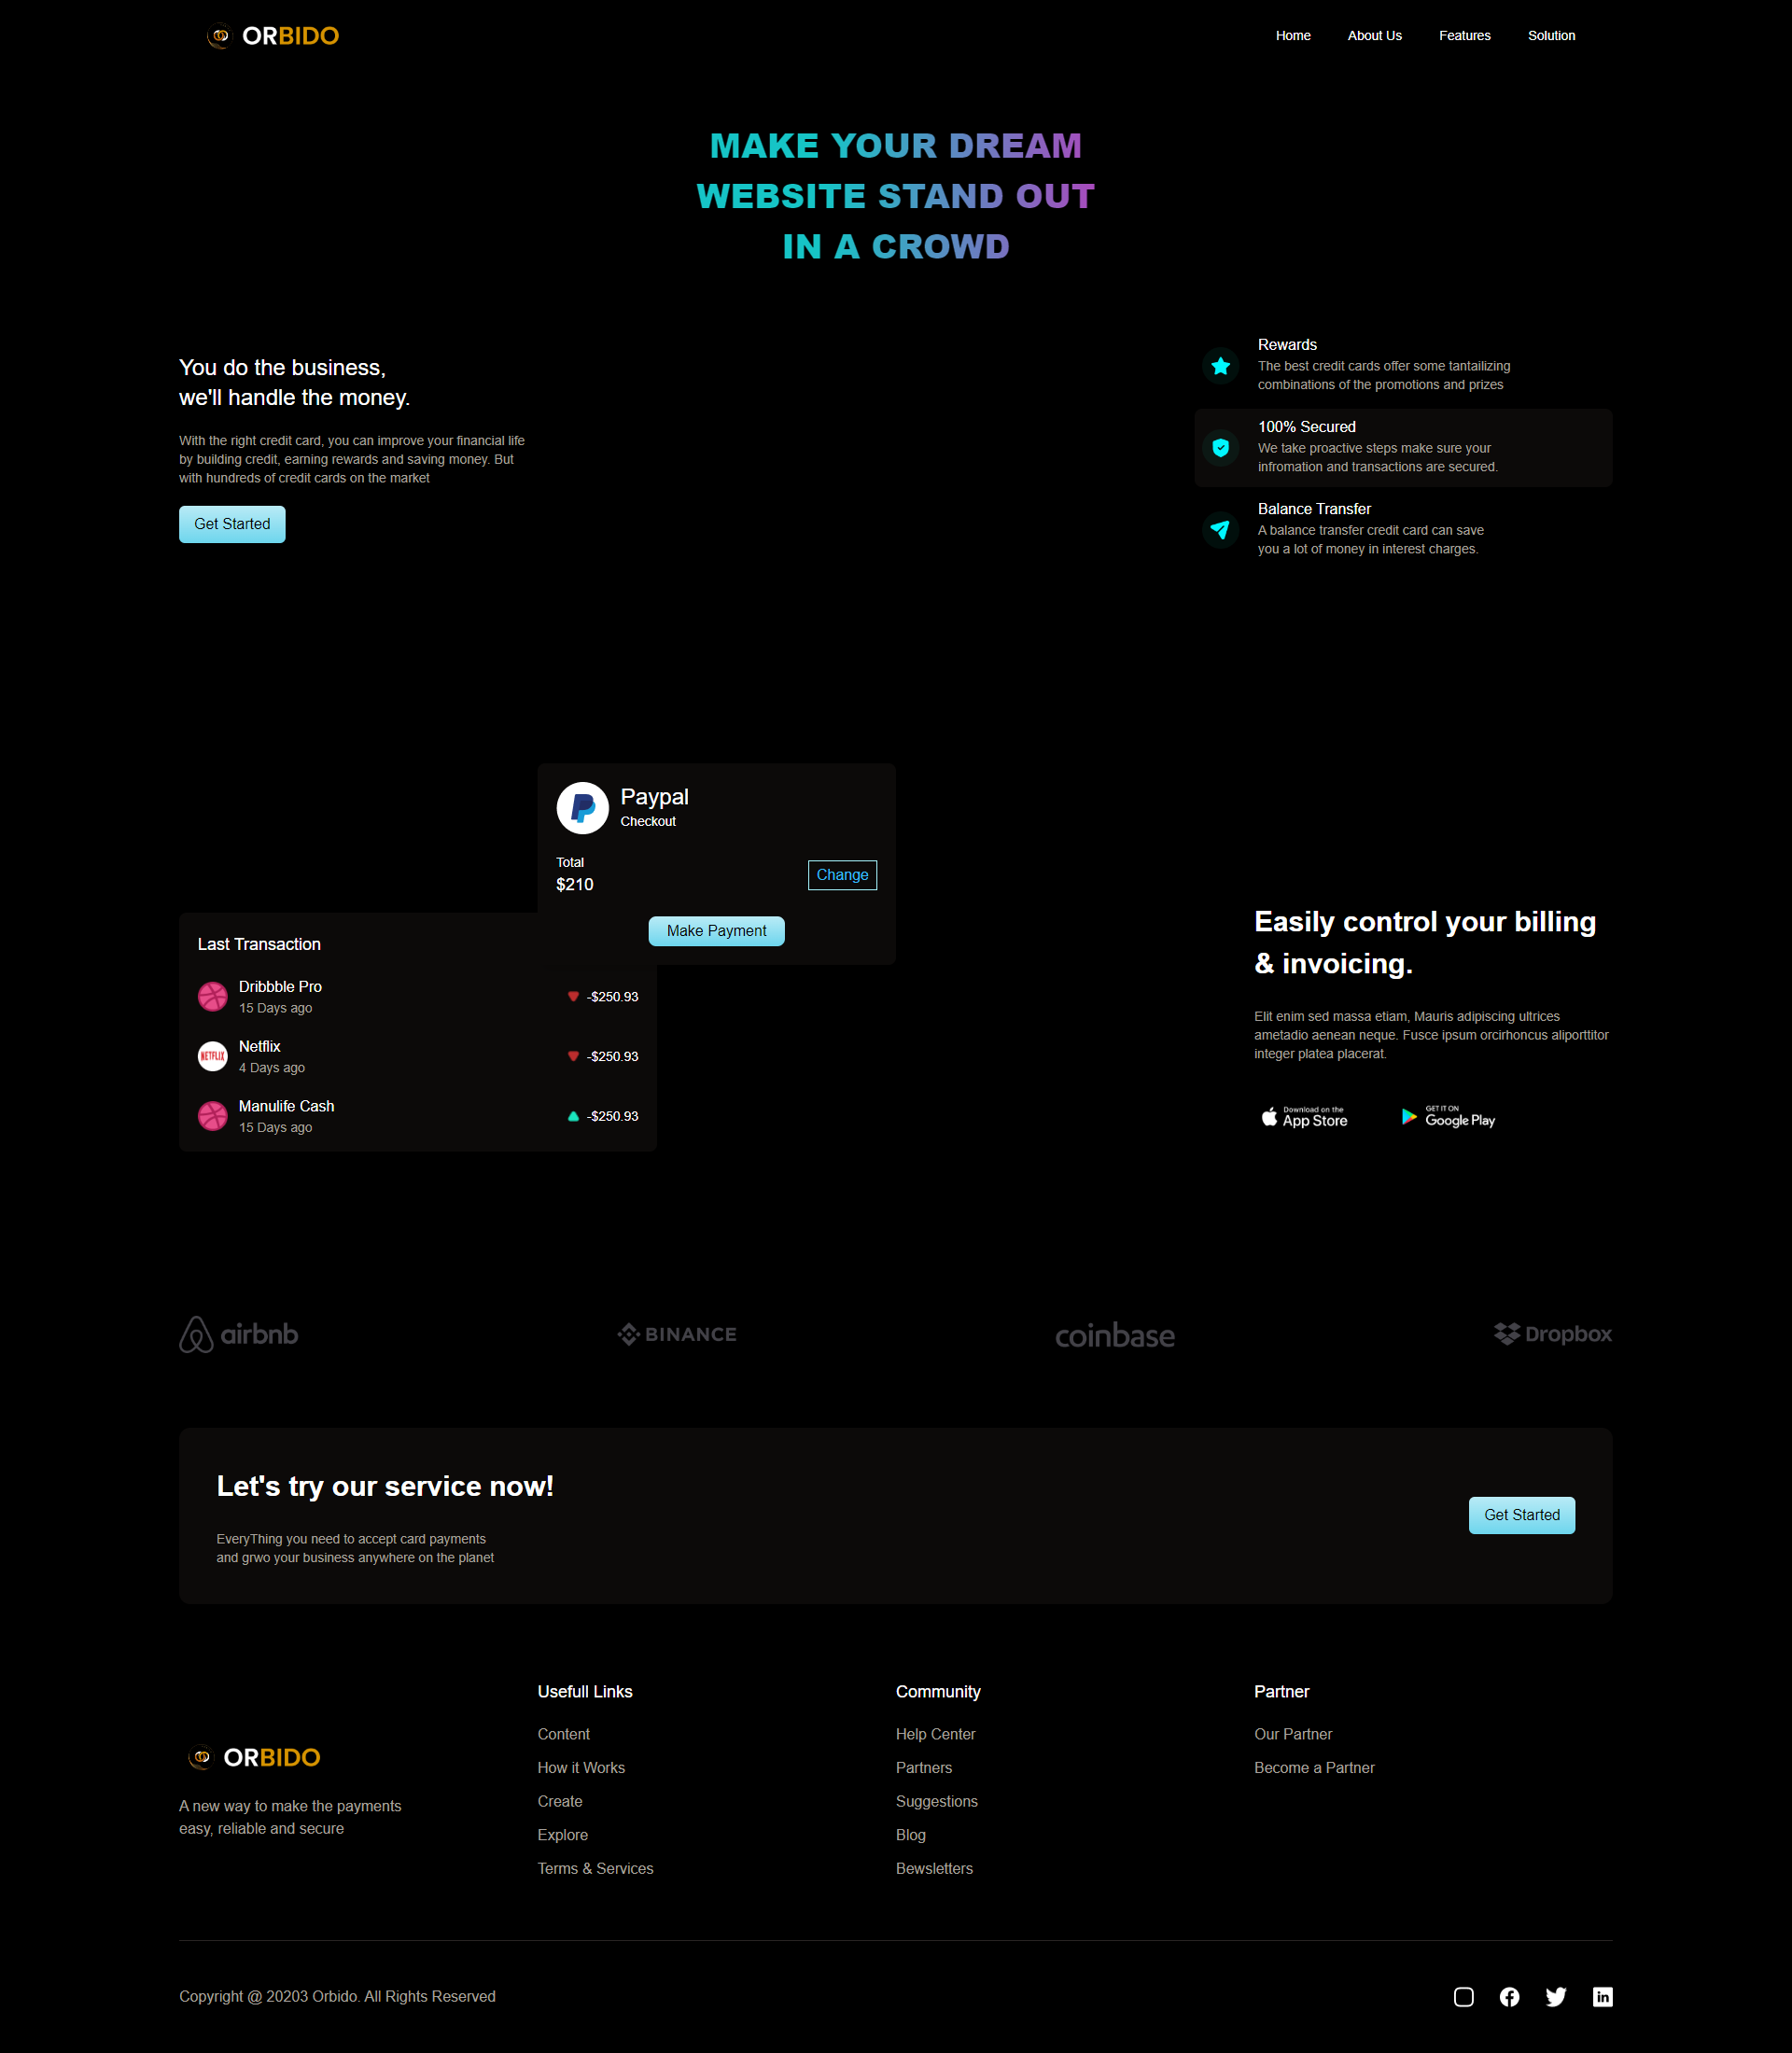 ORBIDO
Home
About Us
Features
Solution
MAKE YOUR DREAM
WEBSITE STAND OUT
IN A CROWD
You do the business,
we'll handle the money.
With the right credit card, you can improve your financial life
by building credit, earning rewards and saving money. But
with hundreds of credit cards on the market
Get Started
Rewards
The best credit cards offer some tantailizing
combinations of the promotions and prizes
100% Secured
We take proactive steps make sure your
infromation and transactions are secured.
Balance Transfer
A balance transfer credit card can save
you a lot of money in interest charges.
Paypal
Checkout
Total
$210
Change
Make Payment
Last Transaction
Dribbble Pro
15 Days ago
-$250.93
NETFLIX
Netflix
4 Days ago
-$250.93
Manulife Cash
15 Days ago
-$250.93
Easily control your billing
& invoicing.
Elit enim sed massa etiam, Mauris adipiscing ultrices
ametadio aenean neque. Fusce ipsum orcirhoncus aliporttitor
integer platea placerat.
Download on the
App Store
GET IT ON
Google Play
airbnb
BINANCE
coinbase
Dropbox
Let's try our service now!
EveryThing you need to accept card payments
and grwo your business anywhere on the planet
Get Started
ORBIDO
A new way to make the payments
easy, reliable and secure
Usefull Links
Content
How it Works
Create
Explore
Terms & Services
Community
Help Center
Partners
Suggestions
Blog
Bewsletters
Partner
Our Partner
Become a Partner
Copyright @ 20203 Orbido. All Rights Reserved
in